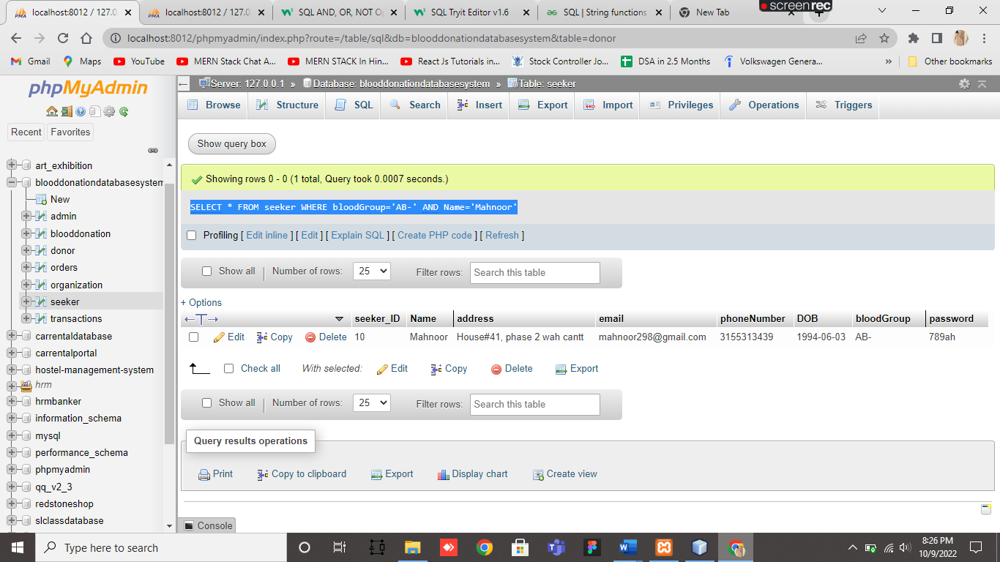 localhost:8012 / 127.0.
localhost:8012 / 127.0.
SQL AND, OR, NOT Op
SQL Tryit Editor v1.6
SQL | String functions
New Tab
screenrec
localhost:8012/phpmyadmin/index.php?route=/table/sql&db=blooddonationdatabasesystem&table=donor
Gmail
Maps
YouTube
MERN Stack Chat A...
MERN STACK In Hin...
React Js Tutorials in...
Stock Controller Jo...
DSA in 2.5 Months
Volkswagen Genera...
»
Other bookmarks
phpMyAdmin
Recent
Favorites
art_exhibition
blooddonationdatabasesystem
New
admin
blooddonation
donor
orders
organization
seeker
transactions
carrentaldatabase
carrentalportal
hostel-management-system
hrm
hrmbanker
information_schema
mysql
performance_schema
phpmyadmin
qq_v2_3
redstoneshop
slclassdatabase
Server: 127.0.0.1 » Database: blooddonationdatabasesystem » Table: seeker
Browse
Structure
SQL
Search
Insert
Export
Import
Privileges
Operations
Triggers
Show query box
Showing rows 0 - 0 (1 total, Query took 0.0007 seconds.)
SELECT * FROM seeker WHERE bloodGroup='AB-' AND Name='Mahnoor'
Profiling [ Edit inline ] [ Edit ] [ Explain SQL ] [ Create PHP code ] [ Refresh ]
Show all | Number of rows: 25 Filter rows: Search this table
+ Options
seeker_ID Name address email phoneNumber DOB bloodGroup password
Edit Copy Delete 10 Mahnoor House#41, phase 2 wah cantt mahnoor298@gmail.com 3155313439 1994-06-03 AB- 789ah
Check all With selected: Edit Copy Delete Export
Show all | Number of rows: 25 Filter rows: Search this table
Query results operations
Print Copy to clipboard Export Display chart Create view
Console
Type here to search
8:26 PM
10/9/2022